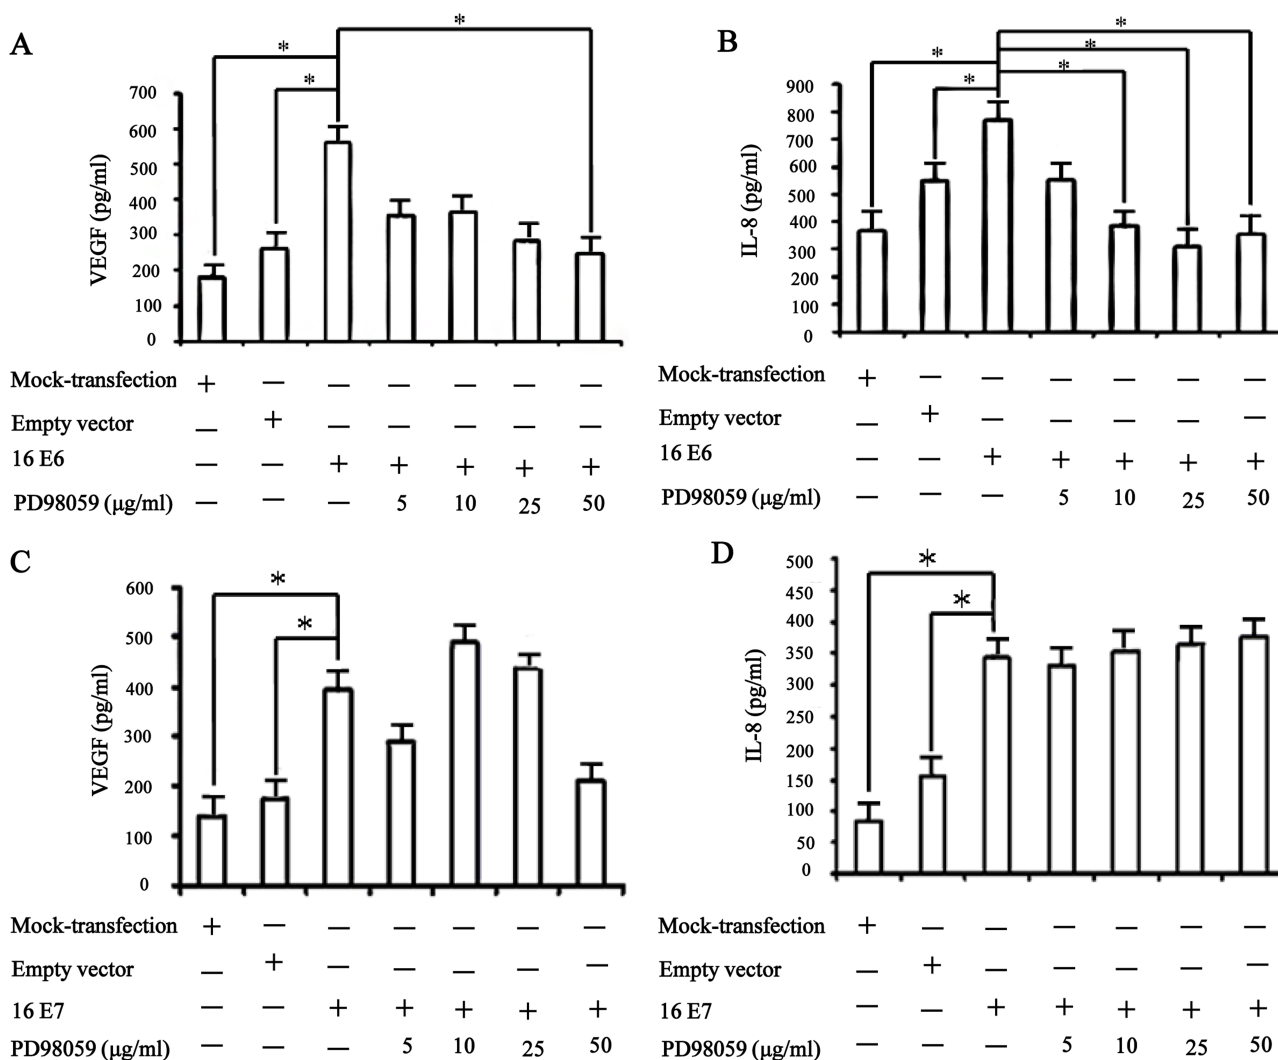 A
*
*
*
VEGF (pg/ml)
700
600
500
400
300
200
100
0
Mock-transfection + — — — — — —
Empty vector — + — — — — —
16 E6 — — + + + + +
PD98059 (μg/ml) — — — 5 10 25 50
B
*
*
*
*
*
IL-8 (pg/ml)
900
800
700
600
500
400
300
200
100
0
Mock-transfection + — — — — — —
Empty vector — + — — — — —
16 E6 — — + + + + +
PD98059 (μg/ml) — — — 5 10 25 50
C
*
*
VEGF (pg/ml)
600
500
400
300
200
100
0
Mock-transfection + — — — — — —
Empty vector — + — — — — —
16 E7 — — + + + + +
PD98059 (μg/ml) — — — 5 10 25 50
D
*
*
IL-8 (pg/ml)
500
450
400
350
300
250
200
150
100
50
0
Mock-transfection + — — — — — —
Empty vector — + — — — — —
16 E7 — — + + + + +
PD98059 (μg/ml) — — — 5 10 25 50